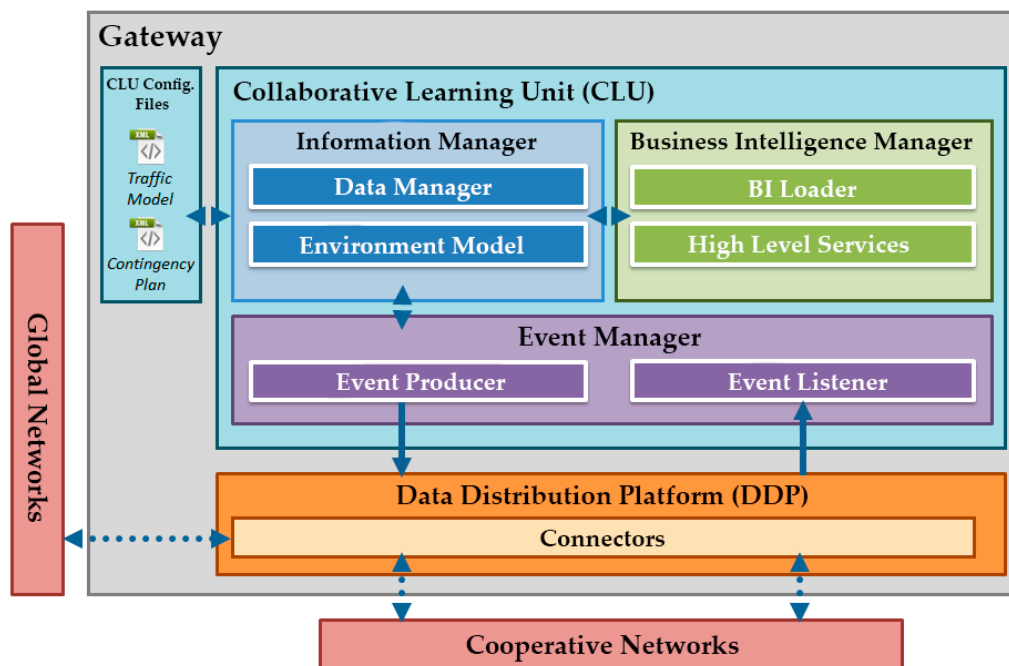 Gateway
CLU Config.
Files
XML
</>
Traffic
Model
XML
</>
Contingency
Plan
Collaborative Learning Unit (CLU)
Information Manager
Data Manager
Environment Model
Business Intelligence Manager
BI Loader
High Level Services
Event Manager
Event Producer
Event Listener
Global Networks
Data Distribution Platform (DDP)
Connectors
Cooperative Networks